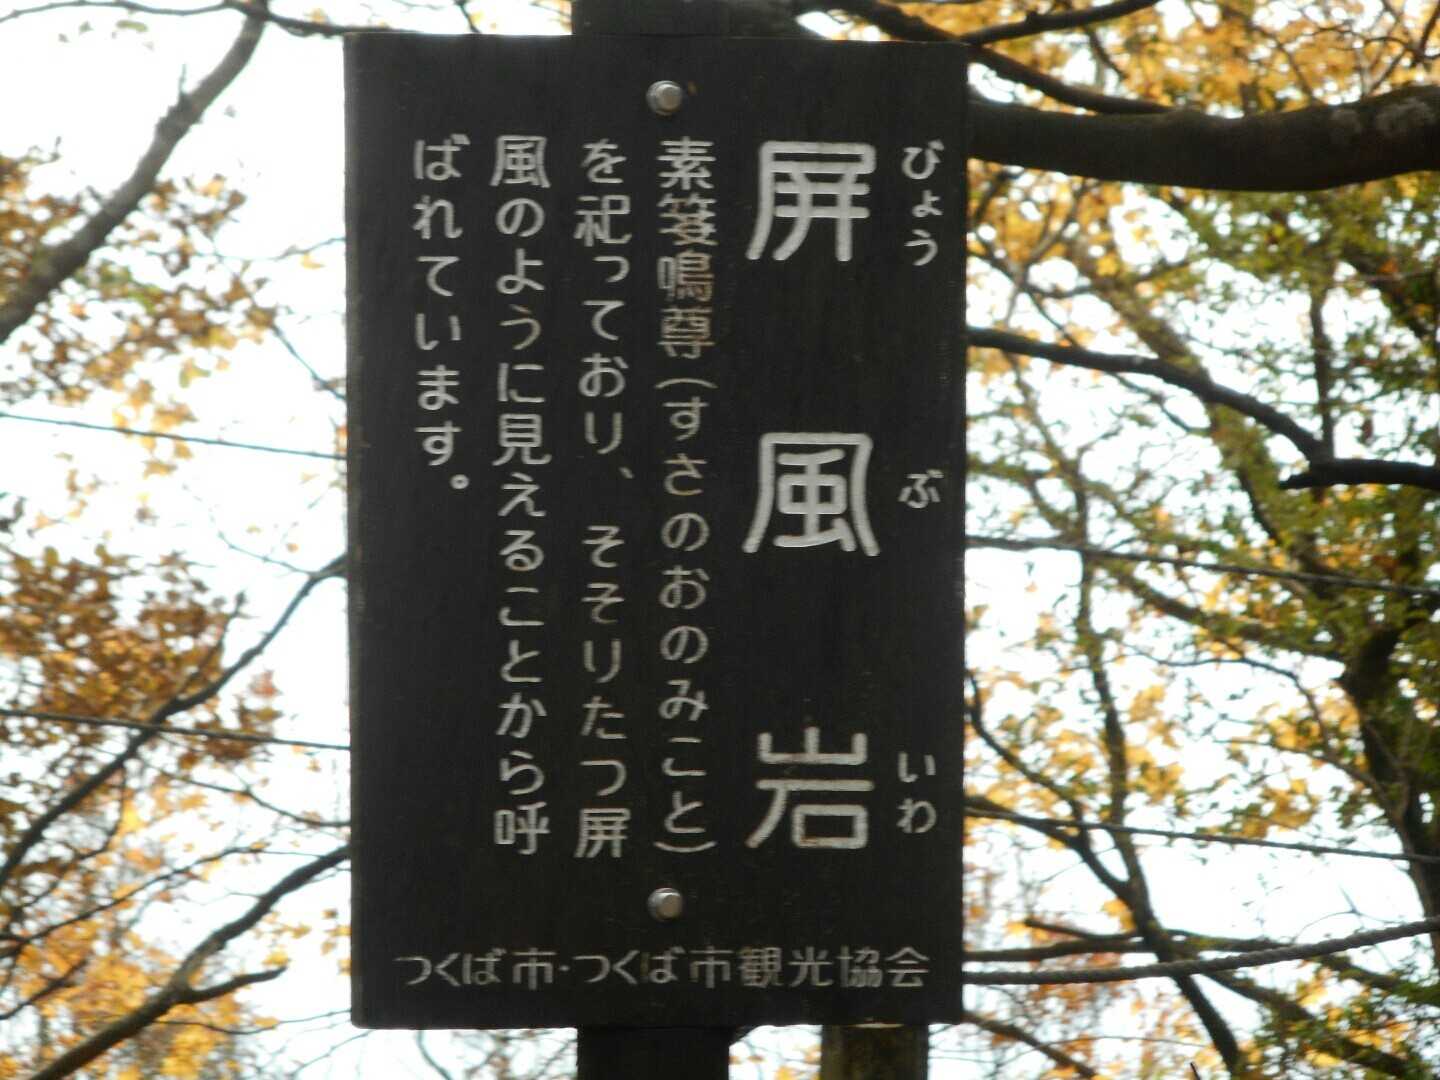 屏風岩
びょうぶいわ
素箋鳴尊(すさのおのみこと)
を祀っており、そそりたつ屏
風のように見えることから呼
ばれています。
つくば市・つくば市観光協会